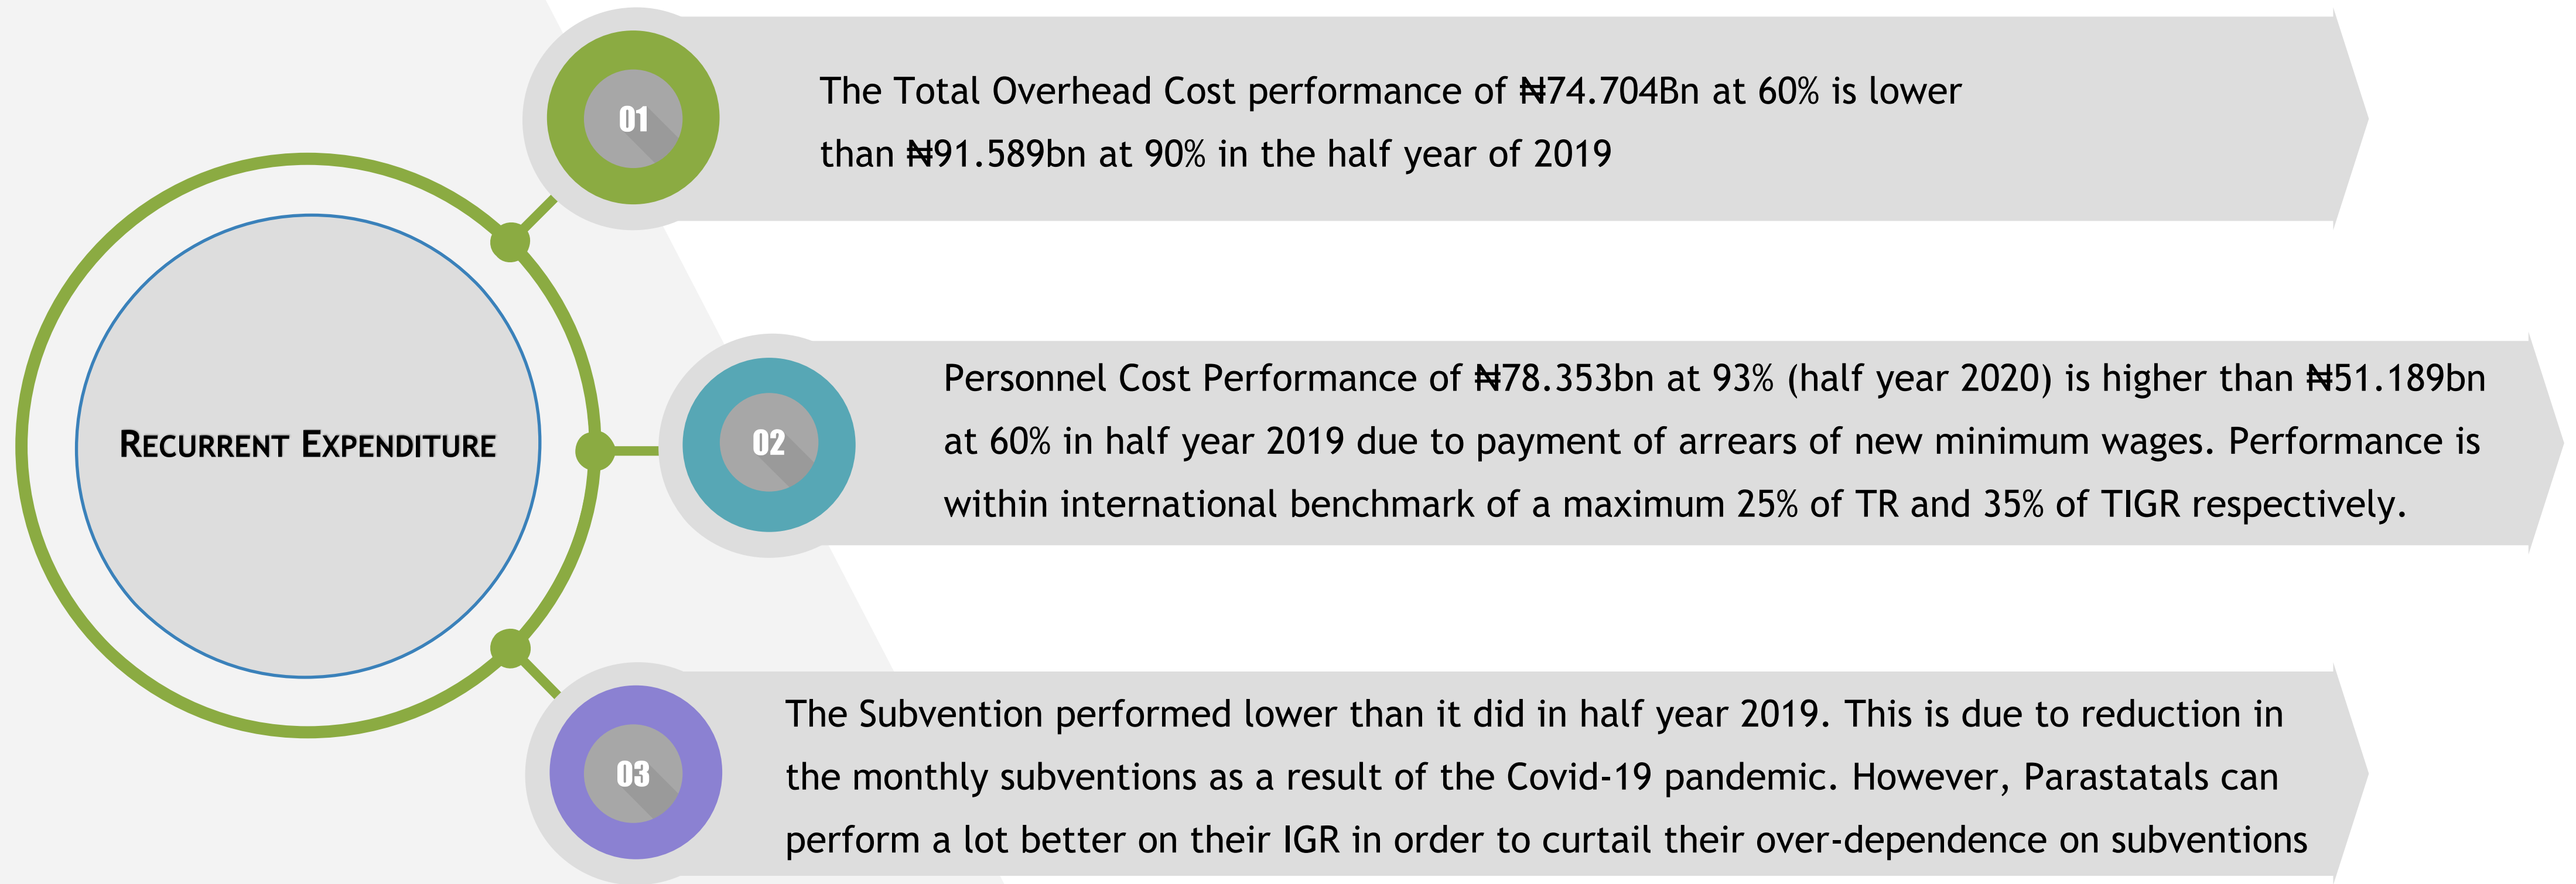 01
The Total Overhead Cost performance of ₦74.704Bn at 60% is lower
than ₦91.589bn at 90% in the half year of 2019
RECURRENT EXPENDITURE
02
Personnel Cost Performance of ₦78.353bn at 93% (half year 2020) is higher than ₦51.189bn
at 60% in half year 2019 due to payment of arrears of new minimum wages. Performance is
within international benchmark of a maximum 25% of TR and 35% of TIGR respectively.
03
The Subvention performed lower than it did in half year 2019. This is due to reduction in
the monthly subventions as a result of the Covid-19 pandemic. However, Parastatals can
perform a lot better on their IGR in order to curtail their over-dependence on subventions